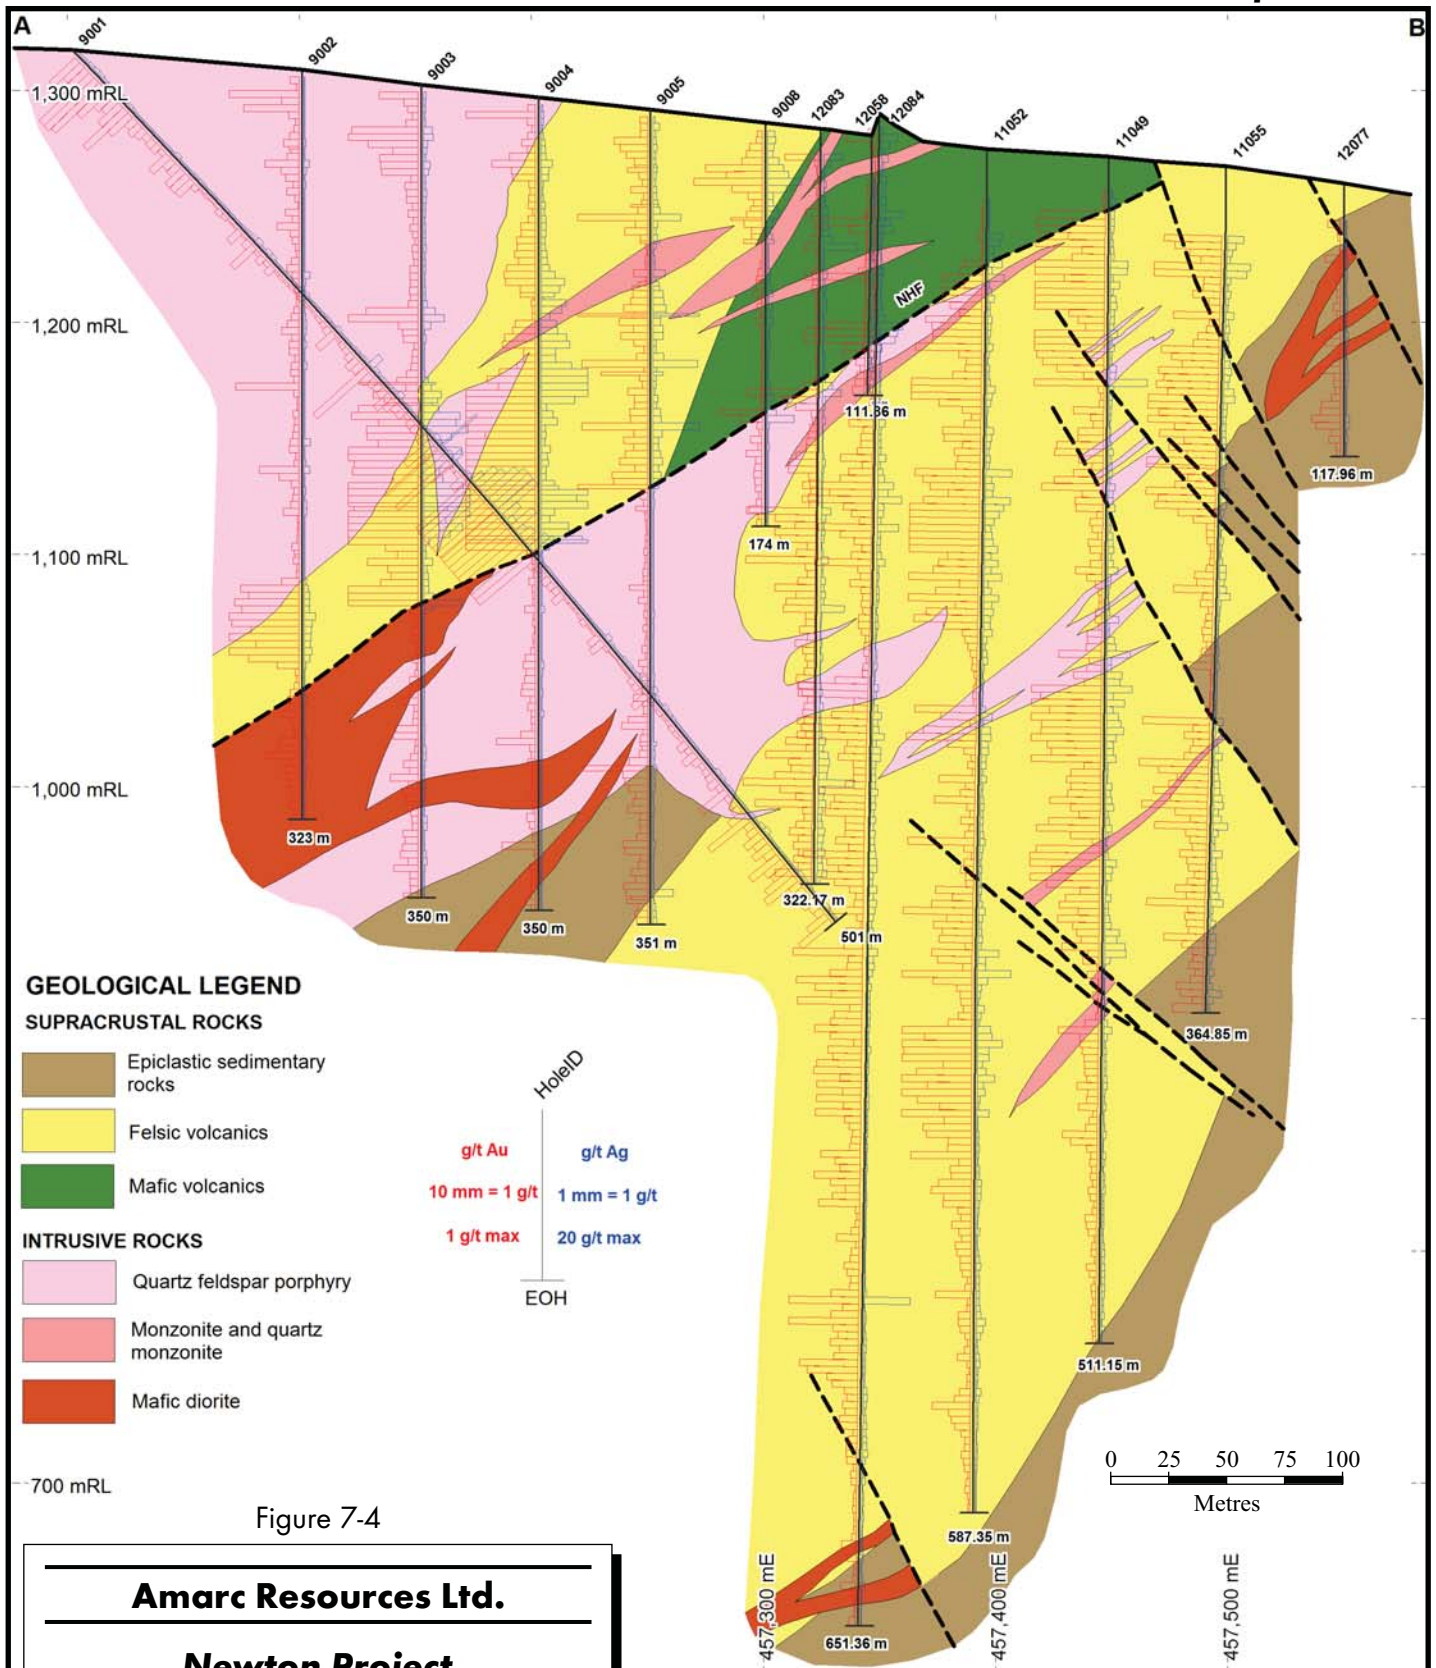 A
B
9001
9002
9003
9004
9005
9008
12083
12058
12084
11052
11049
11055
12077
1,300 mRL
1,200 mRL
1,100 mRL
1,000 mRL
700 mRL
NHF
111.86 m
117.96 m
174 m
323 m
350 m
350 m
351 m
322.17 m
501 m
364.85 m
511.15 m
587.35 m
651.36 m
GEOLOGICAL LEGEND
SUPRACRUSTAL ROCKS
Epiclastic sedimentary
rocks
Felsic volcanics
Mafic volcanics
INTRUSIVE ROCKS
Quartz feldspar porphyry
Monzonite and quartz
monzonite
Mafic diorite
HoleID
g/t Au
g/t Ag
10 mm = 1 g/t
1 mm = 1 g/t
1 g/t max
20 g/t max
EOH
0 25 50 75 100
Metres
457,300 mE
457,400 mE
457,500 mE
Figure 7-4
Amarc Resources Ltd.
Newton Project